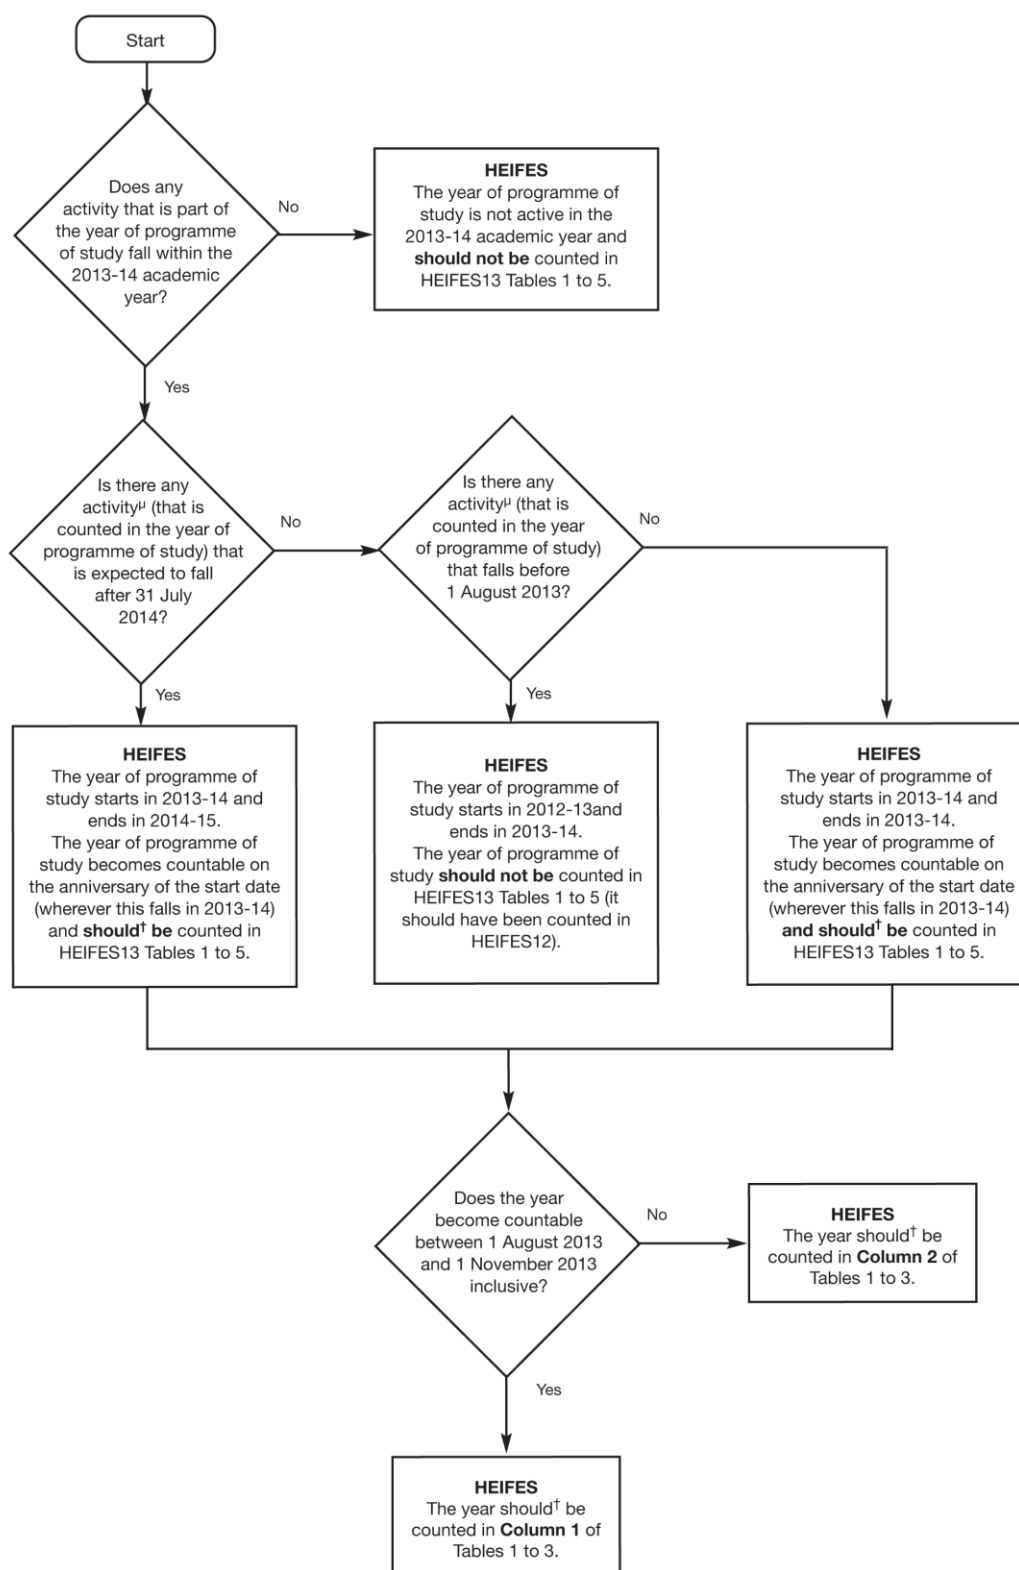 Start
Does any
activity that is part of
the year of programme
of study fall within the
2013-14 academic
year?
No
HEIFES
The year of programme of
study is not active in the
2013-14 academic year and
should not be counted in
HEIFES13 Tables 1 to 5.
Yes
Is there any
activityµ (that is
counted in the year of
programme of study) that
is expected to fall
after 31 July
2014?
No
Is there any
activityµ (that is
counted in the year
of programme of study)
that falls before
1 August 2013?
No
Yes
Yes
HEIFES
The year of programme of
study starts in 2013-14 and
ends in 2014-15.
The year of programme of
study becomes countable on
the anniversary of the start date
(wherever this falls in 2013-14)
and should† be counted in
HEIFES13 Tables 1 to 5.
HEIFES
The year of programme of
study starts in 2012-13and
ends in 2013-14.
The year of programme of
study should not be counted in
HEIFES13 Tables 1 to 5 (it
should have been counted in
HEIFES12).
HEIFES
The year of programme of
study starts in 2013-14 and
ends in 2013-14.
The year of programme of
study becomes countable on
the anniversary of the start date
(wherever this falls in 2013-14)
and should† be counted in
HEIFES13 Tables 1 to 5.
Does the year
become countable
between 1 August 2013
and 1 November 2013
inclusive?
No
HEIFES
The year should† be
counted in Column 2 of
Tables 1 to 3.
Yes
HEIFES
The year should† be
counted in Column 1 of
Tables 1 to 3.